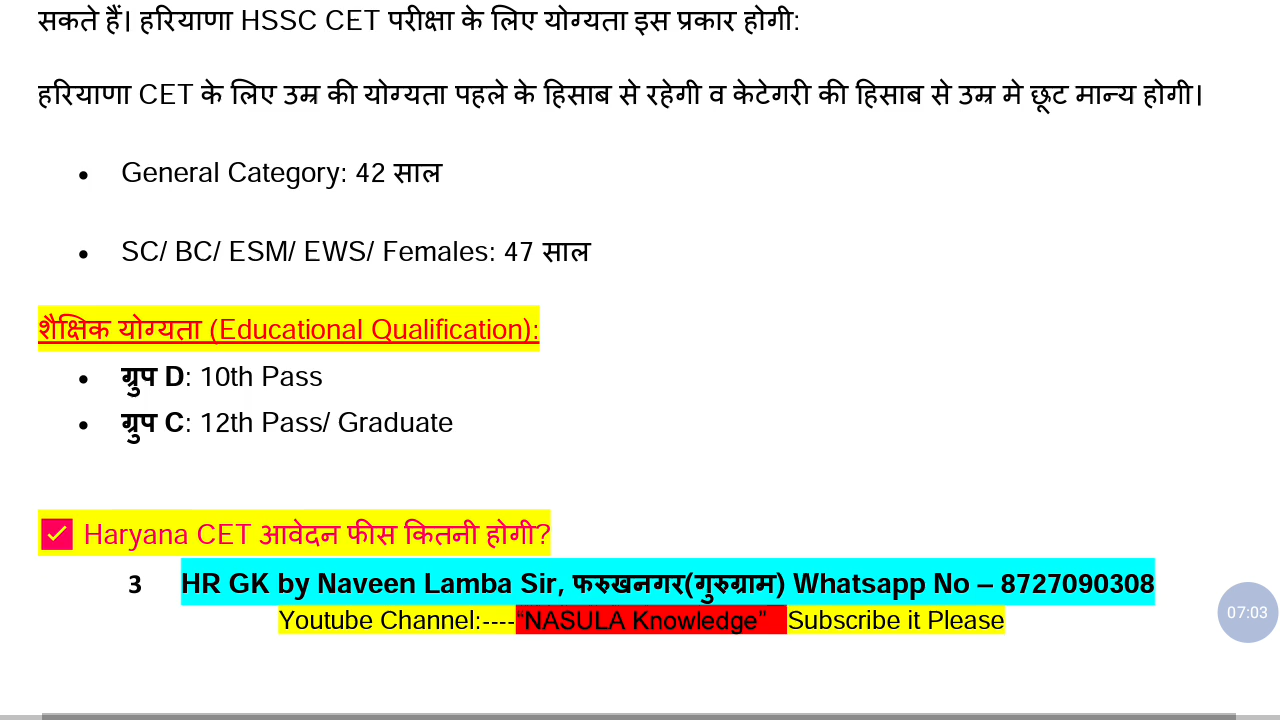 सकते हैं। हरियाणा HSSC CET परीक्षा के लिए योग्यता इस प्रकार होगी:
हरियाणा CET के लिए उम्र की योग्यता पहले के हिसाब से रहेगी व केटेगरी की हिसाब से उम्र मे छूट मान्य होगी।
• General Category: 42 साल
• SC/ BC/ ESM/ EWS/ Females: 47 साल
शैक्षिक योग्यता (Educational Qualification):
• ग्रुप D: 10th Pass
• ग्रुप C: 12th Pass/ Graduate
✓ Haryana CET आवेदन फीस कितनी होगी?
3 HR GK by Naveen Lamba Sir, फरुखनगर(गुरुग्राम) Whatsapp No – 8727090308
Youtube Channel:----“NASULA Knowledge” Subscribe it Please
07:03